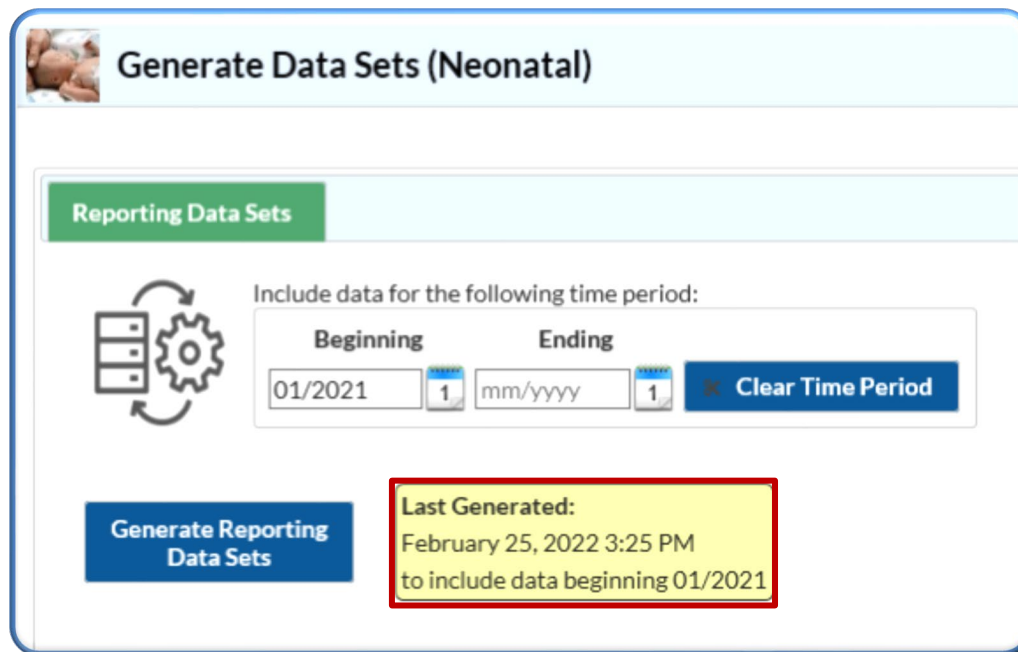 Generate Data Sets (Neonatal)
Reporting Data Sets
Include data for the following time period:
Beginning Ending
01/2021 1 mm/yyyy 1 Clear Time Period
Generate Reporting
Data Sets
Last Generated:
February 25, 2022 3:25 PM
to include data beginning 01/2021